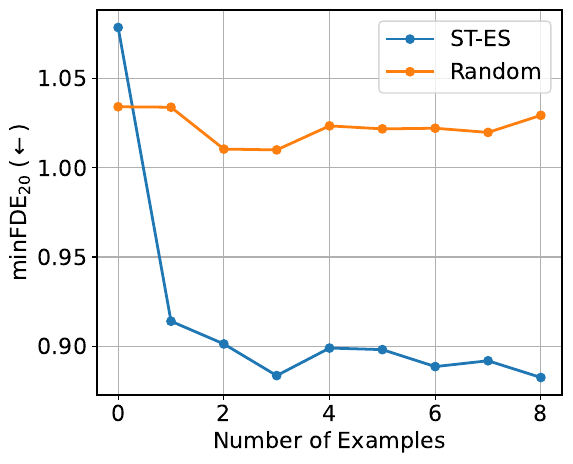 ST-ES
Random
1.05
1.00
0.95
0.90
minFDE₂₀ (←)
0 2 4 6 8
Number of Examples